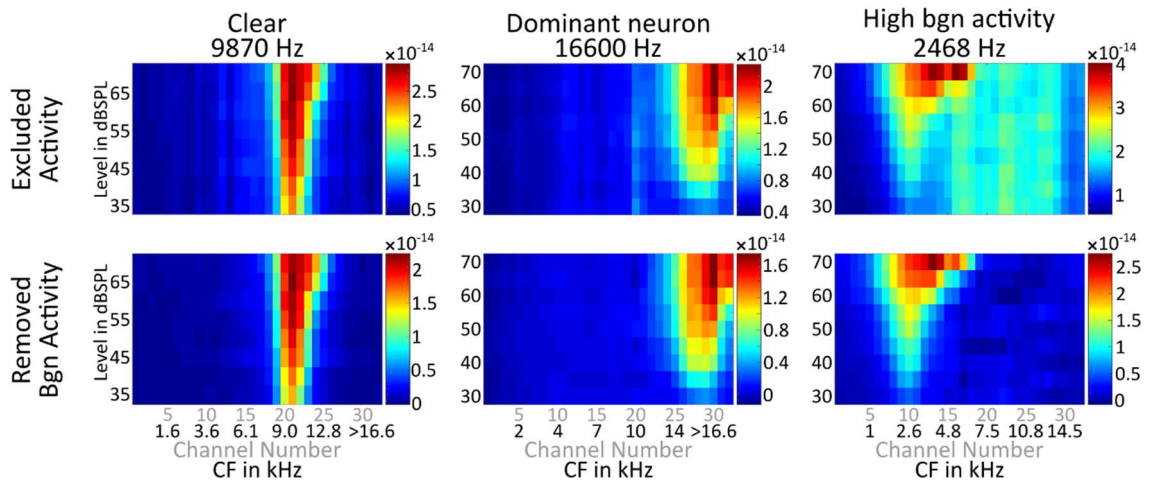 Clear
9870 Hz
Dominant neuron
16600 Hz
High bgn activity
2468 Hz
Excluded
Activity
Level in dBSPL
65
55
45
35
×10-14
2.5
2
1.5
1
0.5
70
60
50
40
30
×10-14
2
1.6
1.2
0.8
0.4
70
60
50
40
30
×10-14
4
3
2
1
Removed
Bgn Activity
Level in dBSPL
65
55
45
35
×10-14
2
1.5
1
0.5
0
70
60
50
40
30
×10-14
1.6
1.2
0.8
0.4
0
70
60
50
40
30
×10-14
2.5
2
1.5
1
0.5
0
5 10 15 20 25 30
1.6 3.6 6.1 9.0 12.8 >16.6
Channel Number
CF in kHz
5 10 15 20 25 30
2 4 7 10 14 >16.6
Channel Number
CF in kHz
5 10 15 20 25 30
1 2.6 4.8 7.5 10.8 14.5
Channel Number
CF in kHz